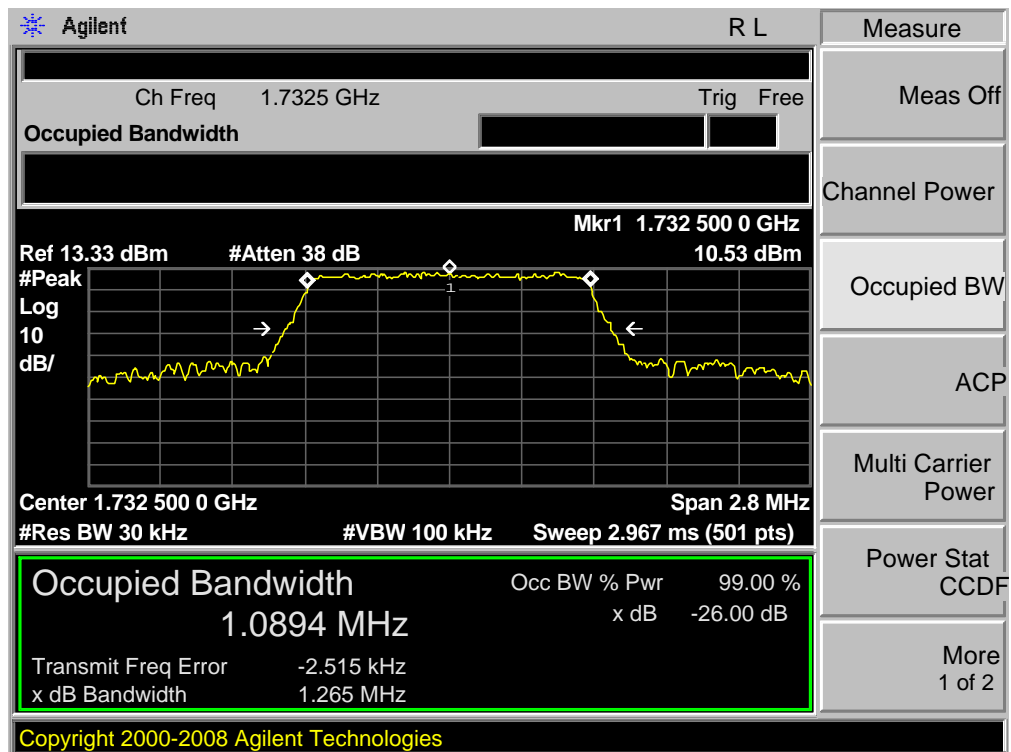 Agilent R L Measure
Ch Freq 1.7325 GHz Trig Free
Occupied Bandwidth
Meas Off
Channel Power
Mkr1 1.732 500 0 GHz
Ref 13.33 dBm #Atten 38 dB 10.53 dBm
#Peak
Log
10
dB/
1
Occupied BW
ACP
Multi Carrier
Power
Center 1.732 500 0 GHz Span 2.8 MHz
#Res BW 30 kHz #VBW 100 kHz Sweep 2.967 ms (501 pts)
Power Stat
CCDF
Occupied Bandwidth Occ BW % Pwr 99.00 %
1.0894 MHz x dB -26.00 dB
Transmit Freq Error -2.515 kHz
x dB Bandwidth 1.265 MHz
More
1 of 2
Copyright 2000-2008 Agilent Technologies